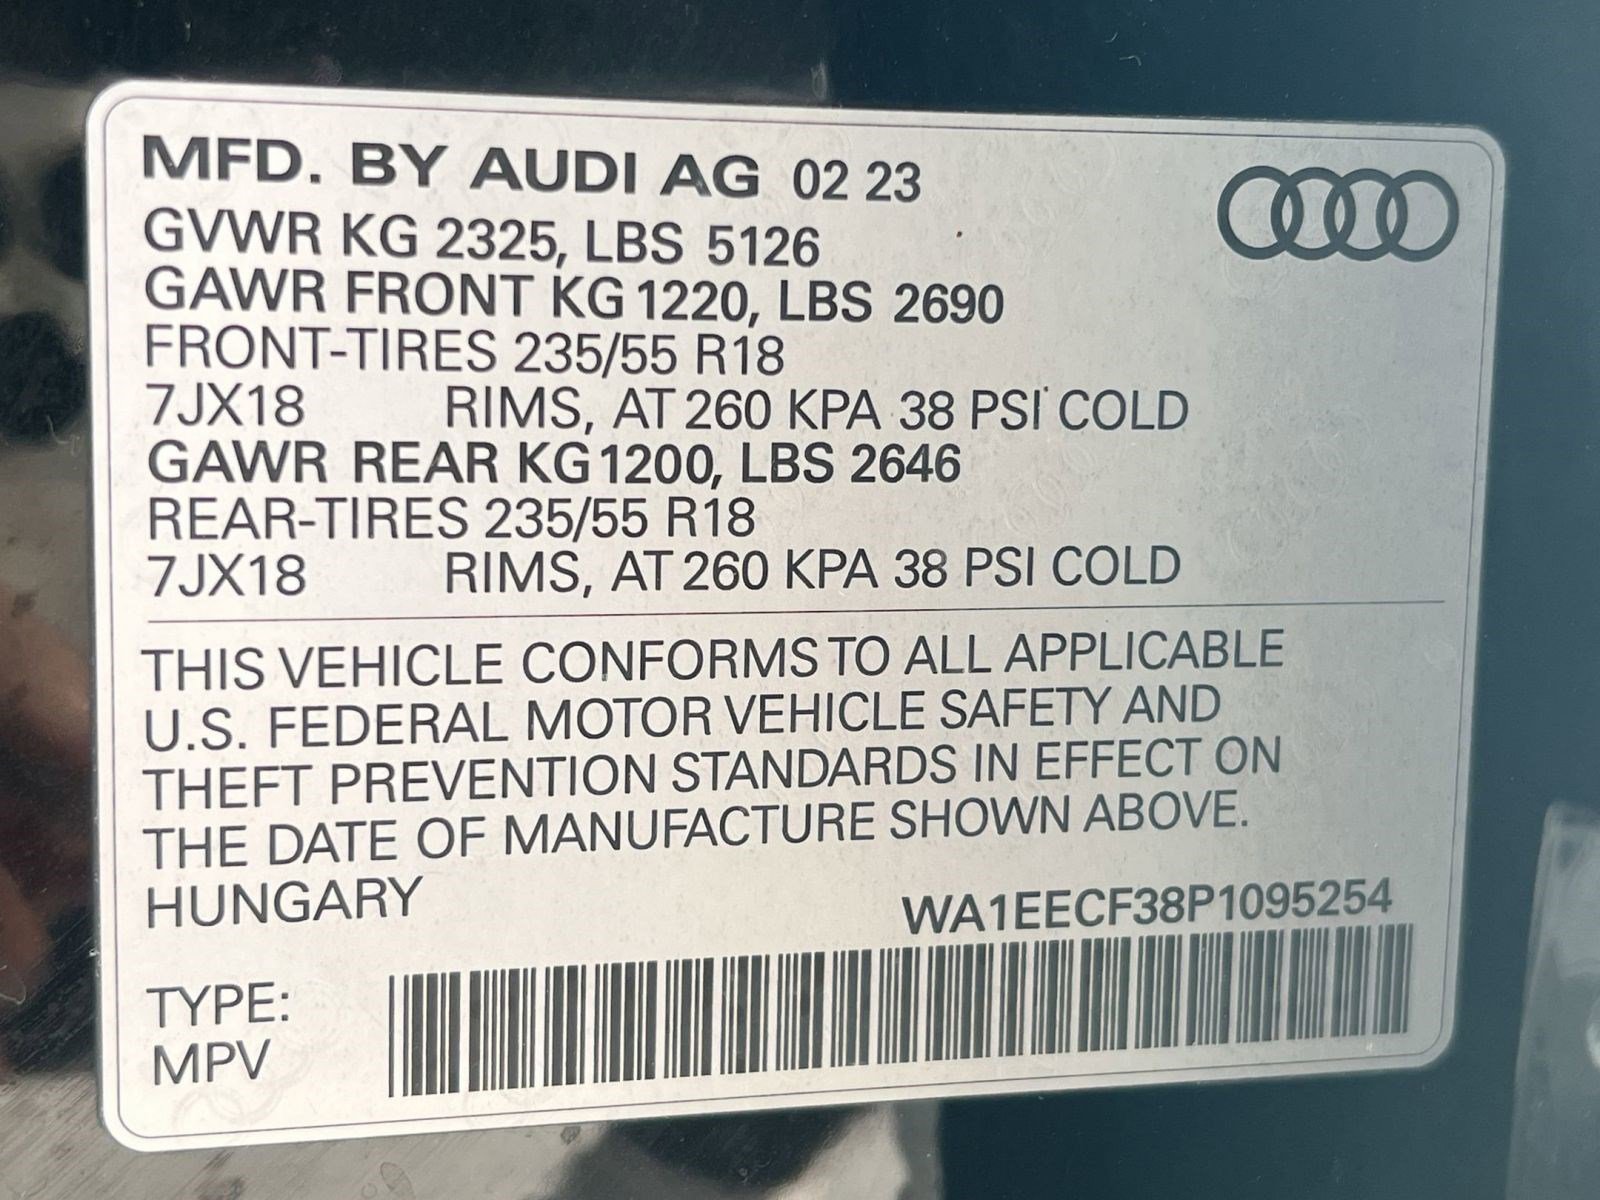 MFD. BY AUDI AG 02 23
GVWR KG 2325, LBS 5126
GAWR FRONT KG 1220, LBS 2690
FRONT-TIRES 235/55 R18
7JX18 RIMS, AT 260 KPA 38 PSI COLD
GAWR REAR KG 1200, LBS 2646
REAR-TIRES 235/55 R18
7JX18 RIMS, AT 260 KPA 38 PSI COLD
THIS VEHICLE CONFORMS TO ALL APPLICABLE
U.S. FEDERAL MOTOR VEHICLE SAFETY AND
THEFT PREVENTION STANDARDS IN EFFECT ON
THE DATE OF MANUFACTURE SHOWN ABOVE.
HUNGARY WA1EECF38P1095254
TYPE:
MPV